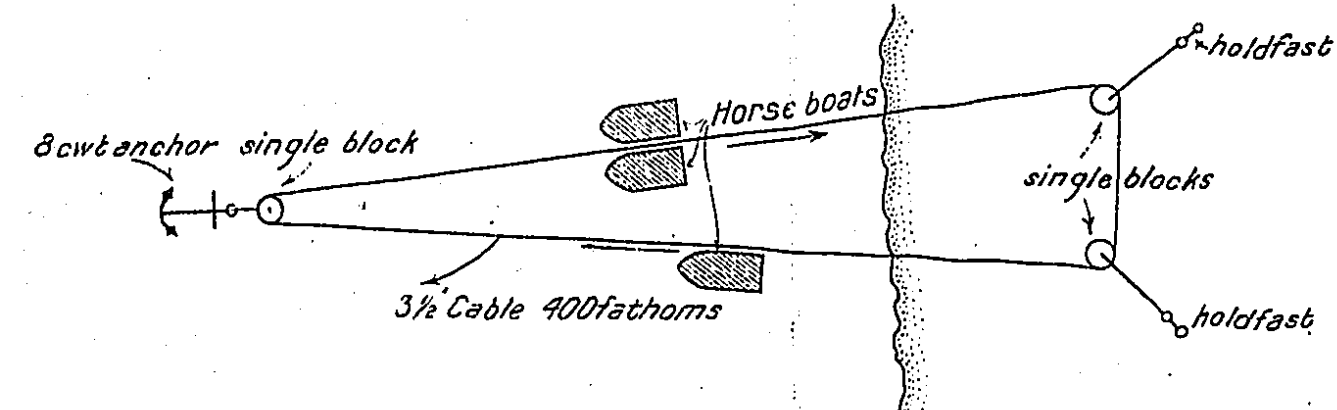 holdfast
Horse boats
8cwt anchor single block
single blocks
3½" Cable 400fathoms
holdfast